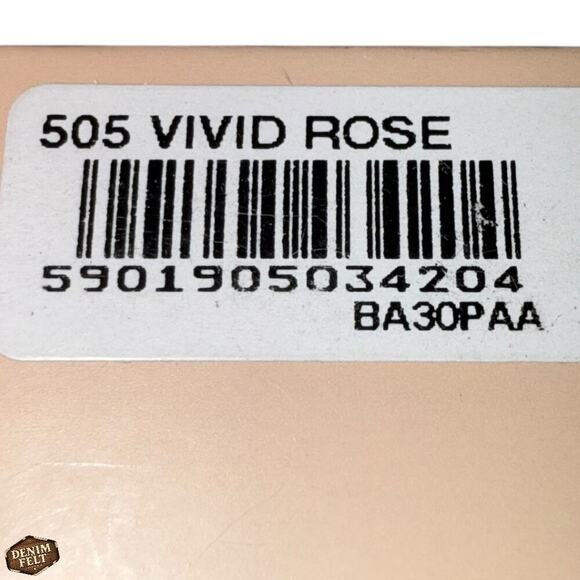 505 VIVID ROSE
5901905034204
BA30PAA
DENIM
FELT